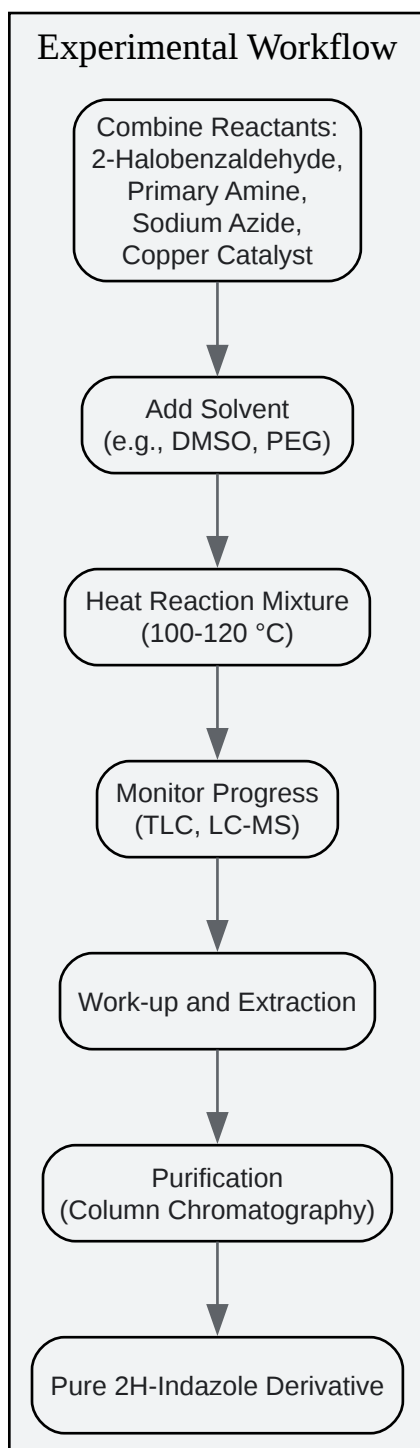 Experimental Workflow
Combine Reactants:
2-Halobenzaldehyde,
Primary Amine,
Sodium Azide,
Copper Catalyst
Add Solvent
(e.g., DMSO, PEG)
Heat Reaction Mixture
(100-120 °C)
Monitor Progress
(TLC, LC-MS)
Work-up and Extraction
Purification
(Column Chromatography)
Pure 2H-Indazole Derivative